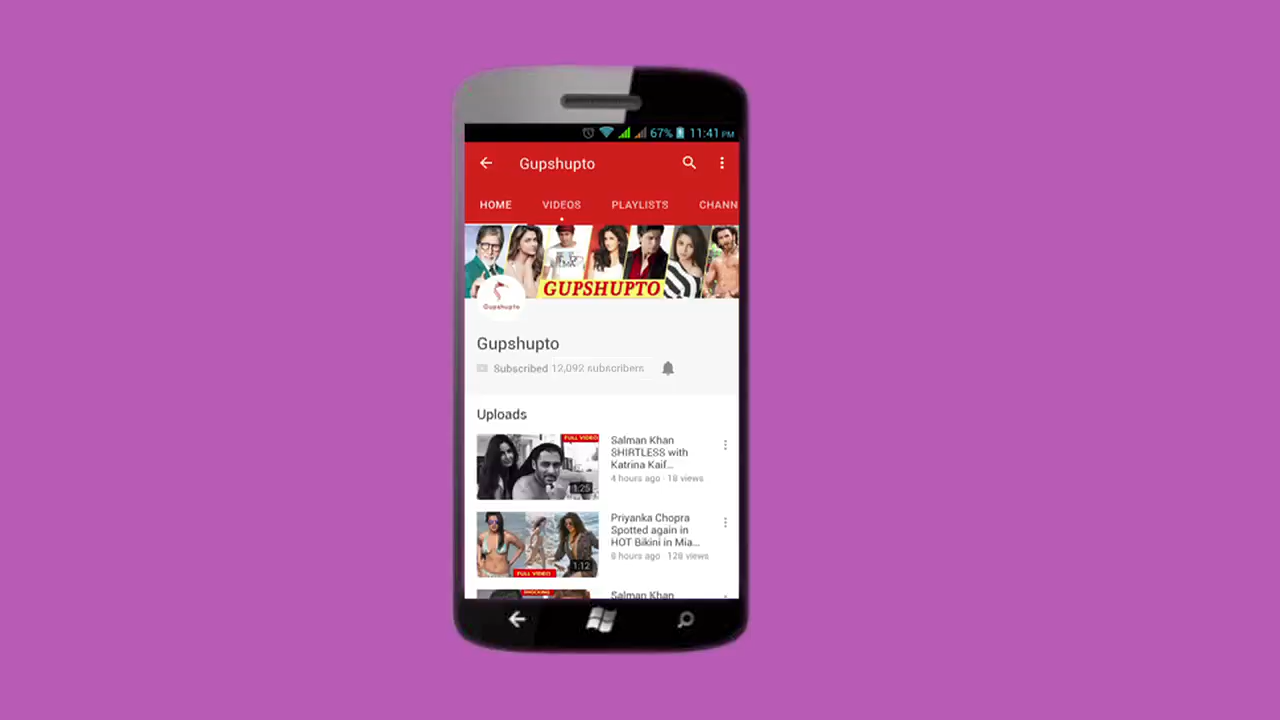 67% 11:41 PM
Gupshupto
HOME VIDEOS PLAYLISTS CHANN
GUPSHUPTO
Gupshupto
Gupshupto
Subscribed 12,092 subscribers
Uploads
FULL VIDEO
Salman Khan
SHIRTLESS with
Katrina Kaif...
1:25
4 hours ago · 18 views
Priyanka Chopra
Spotted again in
HOT Bikini in Mia...
8 hours ago · 128 views
1:12
FULL VIDEO
SHOCKING
Salman Khan